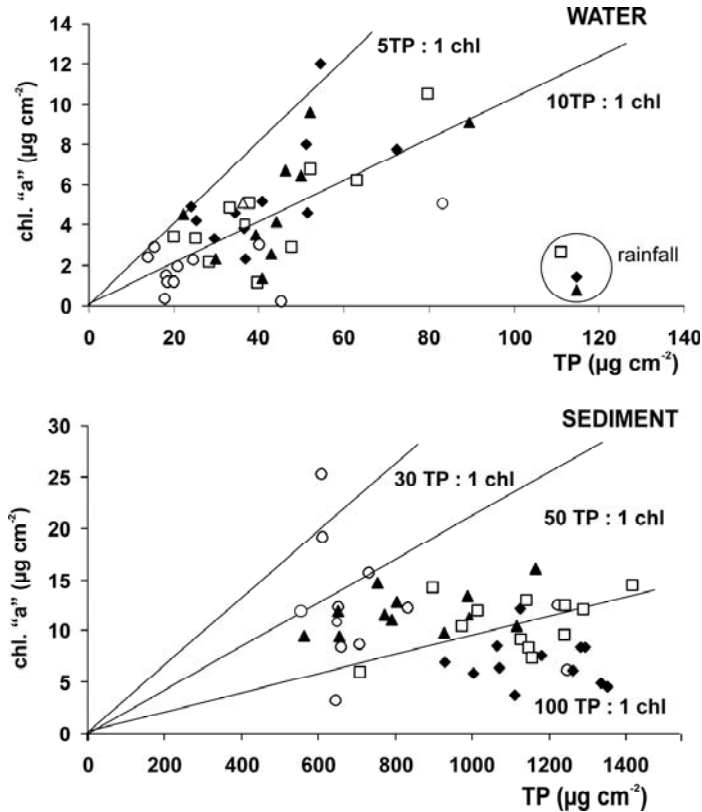 WATER
5TP : 1 chl
10TP : 1 chl
rainfall
chl. “a” (µg cm-2)
14
12
10
8
6
4
2
0
0 20 40 60 80 100 120 140
TP (µg cm-2)
SEDIMENT
30 TP : 1 chl
50 TP : 1 chl
100 TP : 1 chl
chl. “a” (µg cm-2)
30
25
20
15
10
5
0
0 200 400 600 800 1000 1200 1400
TP (µg cm-2)